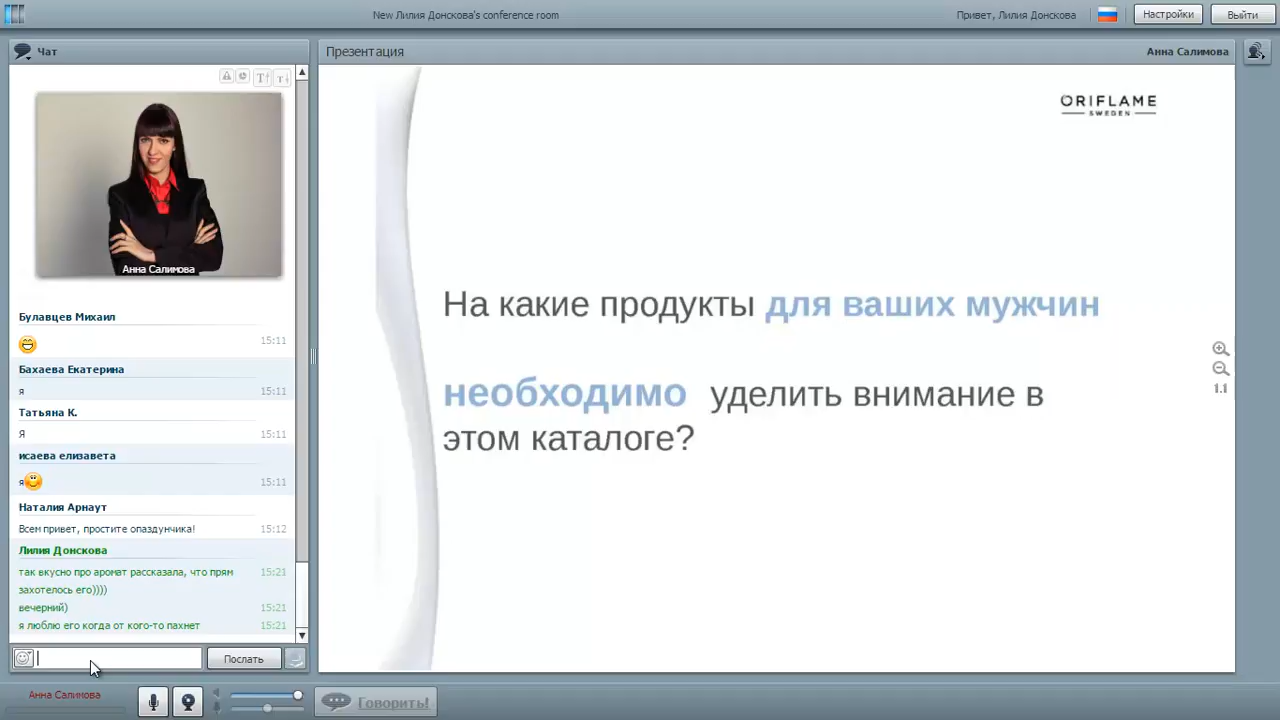 New Лилия Донскова's conference room
Привет, Лилия Донскова
Настройки
Выйти
Чат
Презентация
Анна Салимова
Анна Салимова
Булавцев Михаил
15:11
Бахаева Екатерина
я
15:11
Татьяна К.
Я
15:11
исаева елизавета
я
15:11
Наталия Арнаут
Всем привет, простите опаздунчика!
15:12
Лилия Донскова
так вкусно про аромат рассказала, что прям
15:21
захотелось его))))
вечерний)
15:21
я люблю его когда от кого-то пахнет
15:21
Послать
Анна Салимова
Говорить!
ORIFLAME
SWEDEN
На какие продукты для ваших мужчин
необходимо уделить внимание в
этом каталоге?
1:1